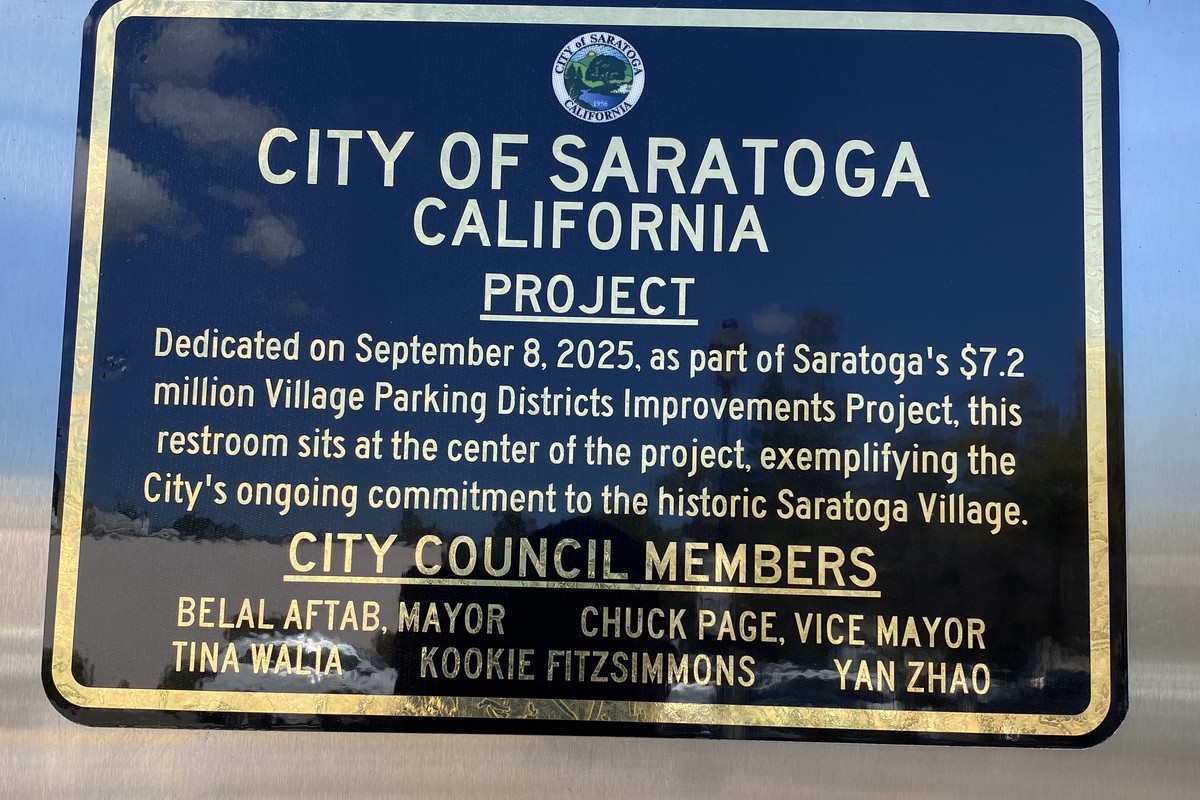 CITY of SARATOGA
1956
CALIFORNIA
CITY OF SARATOGA
CALIFORNIA
PROJECT
Dedicated on September 8, 2025, as part of Saratoga's $7.2
million Village Parking Districts Improvements Project, this
restroom sits at the center of the project, exemplifying the
City's ongoing commitment to the historic Saratoga Village.
CITY COUNCIL MEMBERS
BELAL AFTAB, MAYOR CHUCK PAGE, VICE MAYOR
TINA WALIA KOOKIE FITZSIMMONS YAN ZHAO